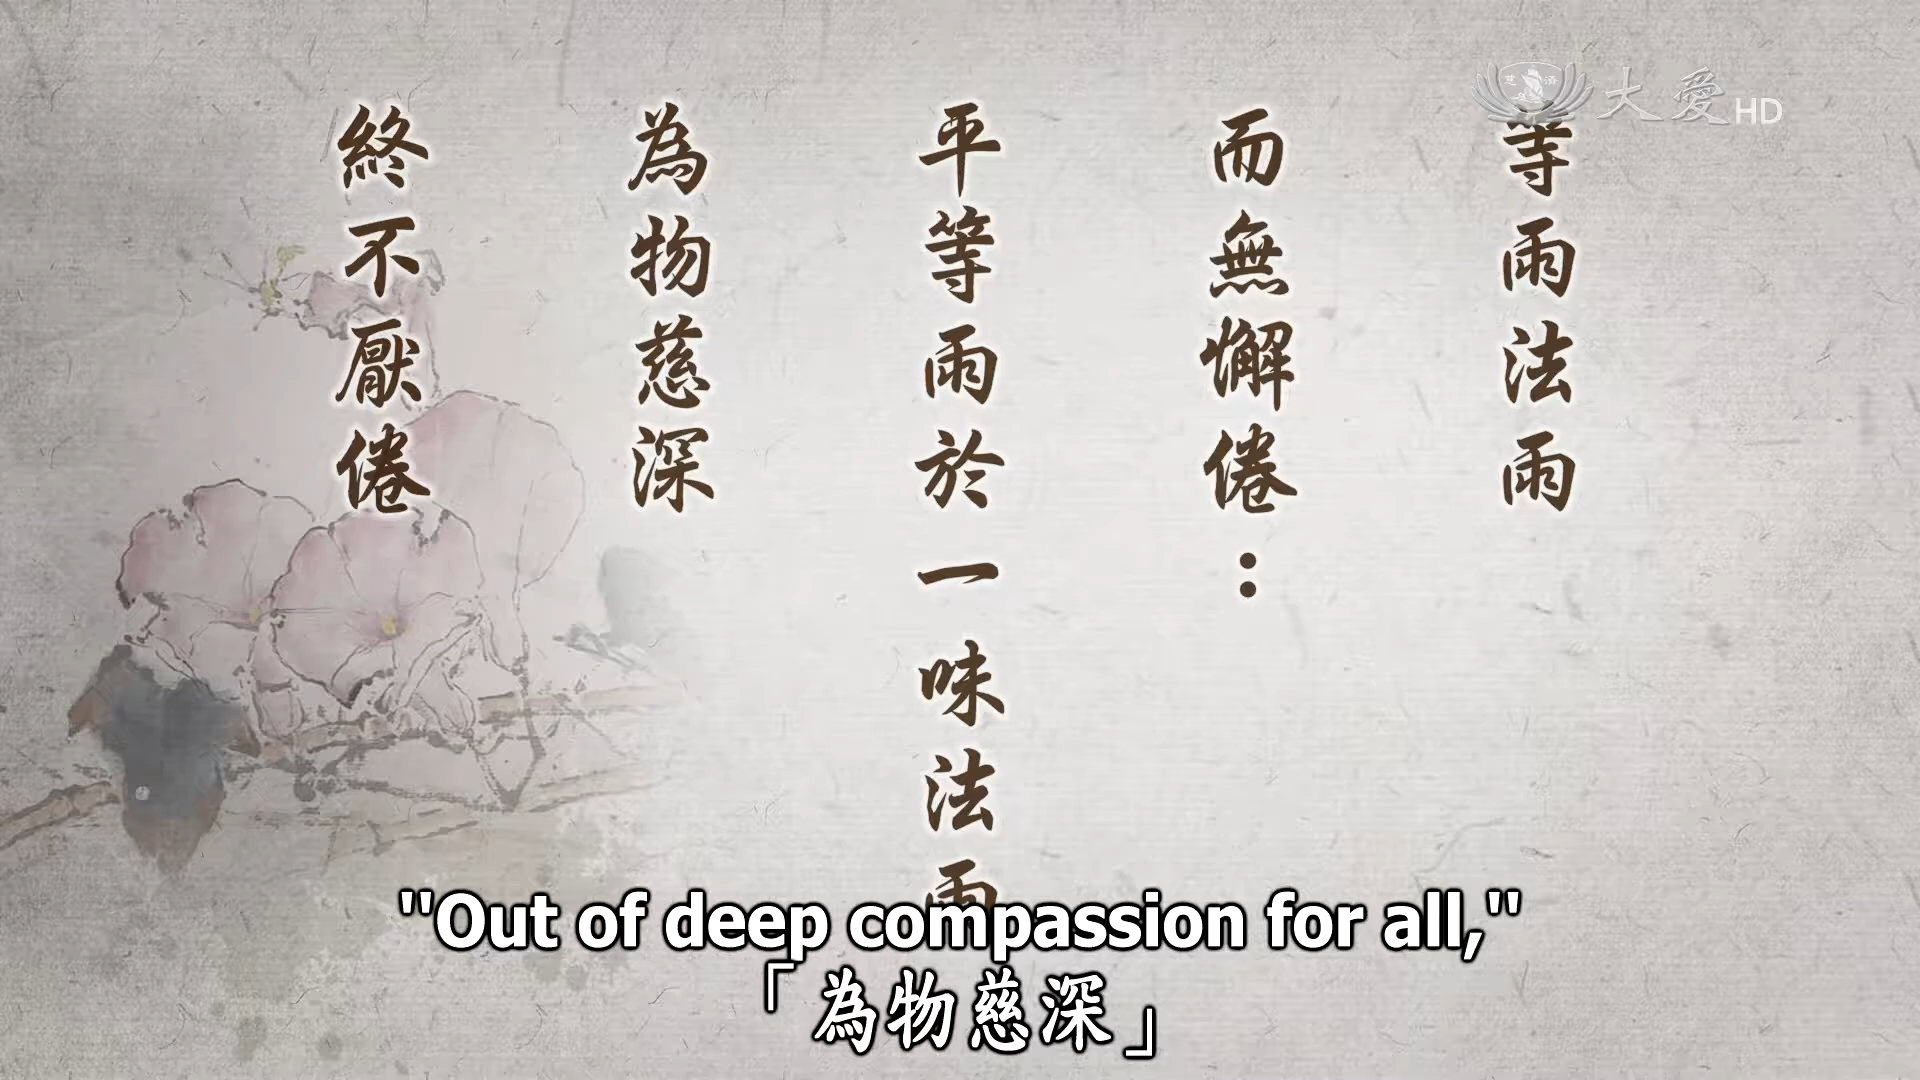 大愛HD
等雨法雨
而無懈倦：
平等雨於一味法雨
為物慈深
終不厭倦
"Out of deep compassion for all,"
「為物慈深」